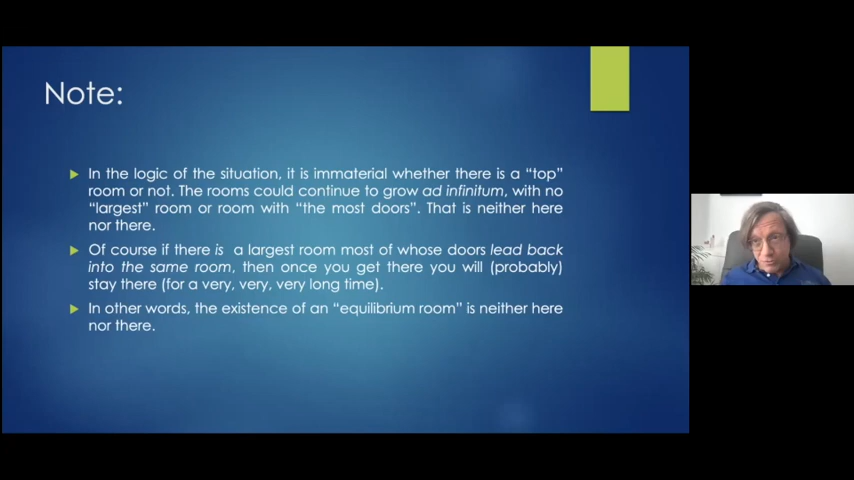 Note:
In the logic of the situation, it is immaterial whether there is a “top”
room or not. The rooms could continue to grow ad infinitum, with no
“largest” room or room with “the most doors”. That is neither here
nor there.
Of course if there is a largest room most of whose doors lead back
into the same room, then once you get there you will (probably)
stay there (for a very, very, very long time).
In other words, the existence of an “equilibrium room” is neither here
nor there.